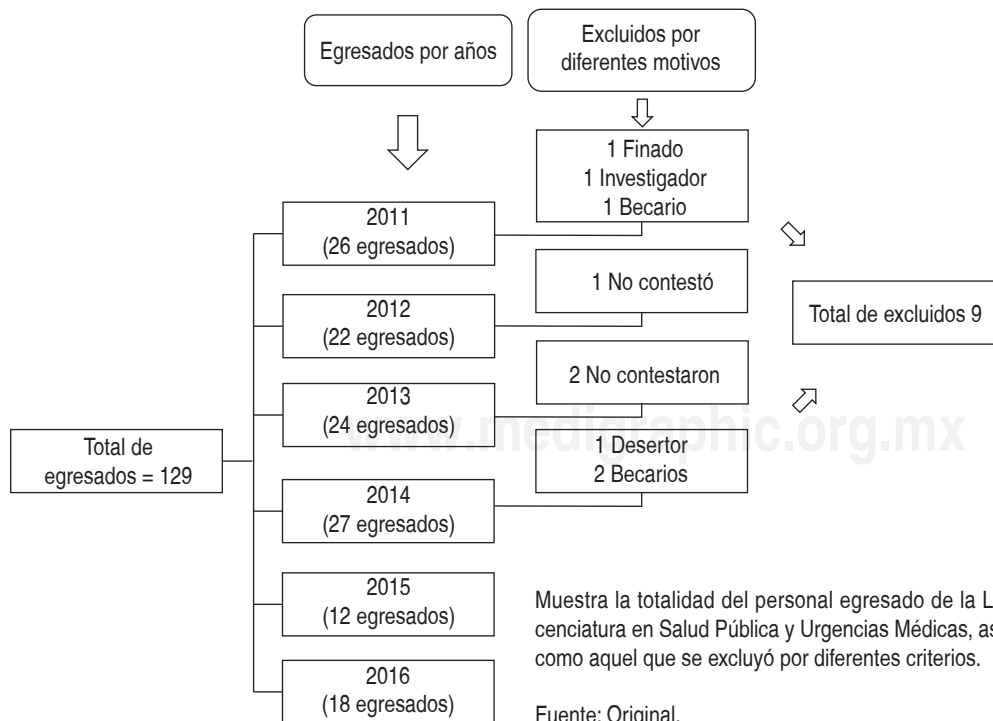 Egresados por años
Excluidos por
diferentes motivos
1 Finado
1 Investigador
1 Becario
2011
(26 egresados)
1 No contestó
2012
(22 egresados)
Total de excluidos 9
2 No contestaron
2013
(24 egresados)
www.medigraphic.org.mx
Total de
egresados = 129
1 Desertor
2 Becarios
2014
(27 egresados)
2015
(12 egresados)
2016
(18 egresados)
Muestra la totalidad del personal egresado de la L
cenciatura en Salud Pública y Urgencias Médicas, as
como aquel que se excluyó por diferentes criterios.
Fuente: Original.